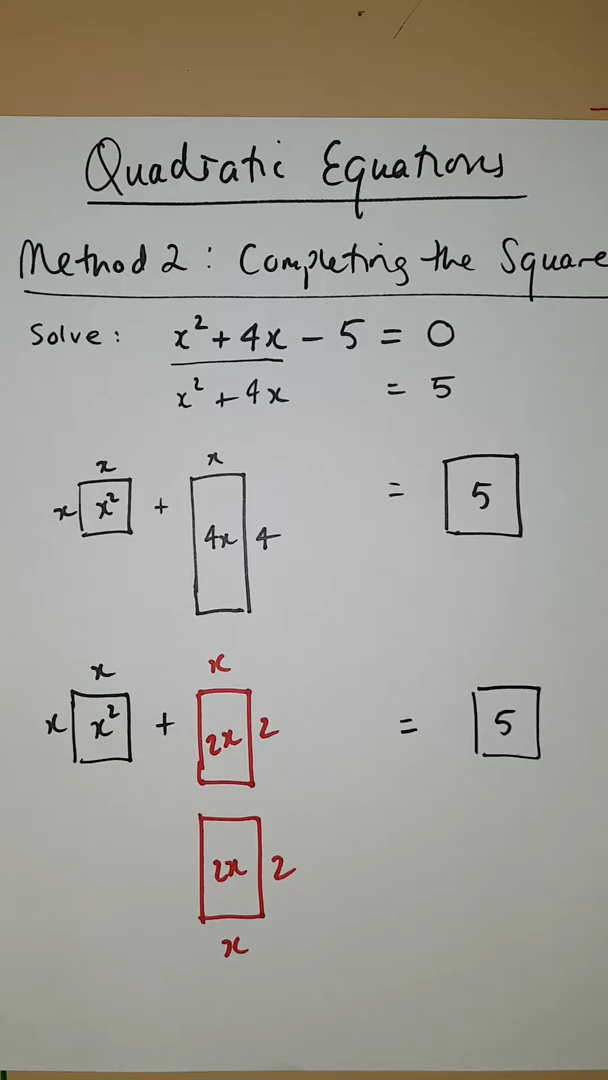 Quadratic Equations
Method 2 : Completing the Square
Solve : x² + 4x - 5 = 0
x² + 4x = 5
x x
x x² + 4x 4 = 5
x x
x x² + 2x 2 = 5
2x 2
x